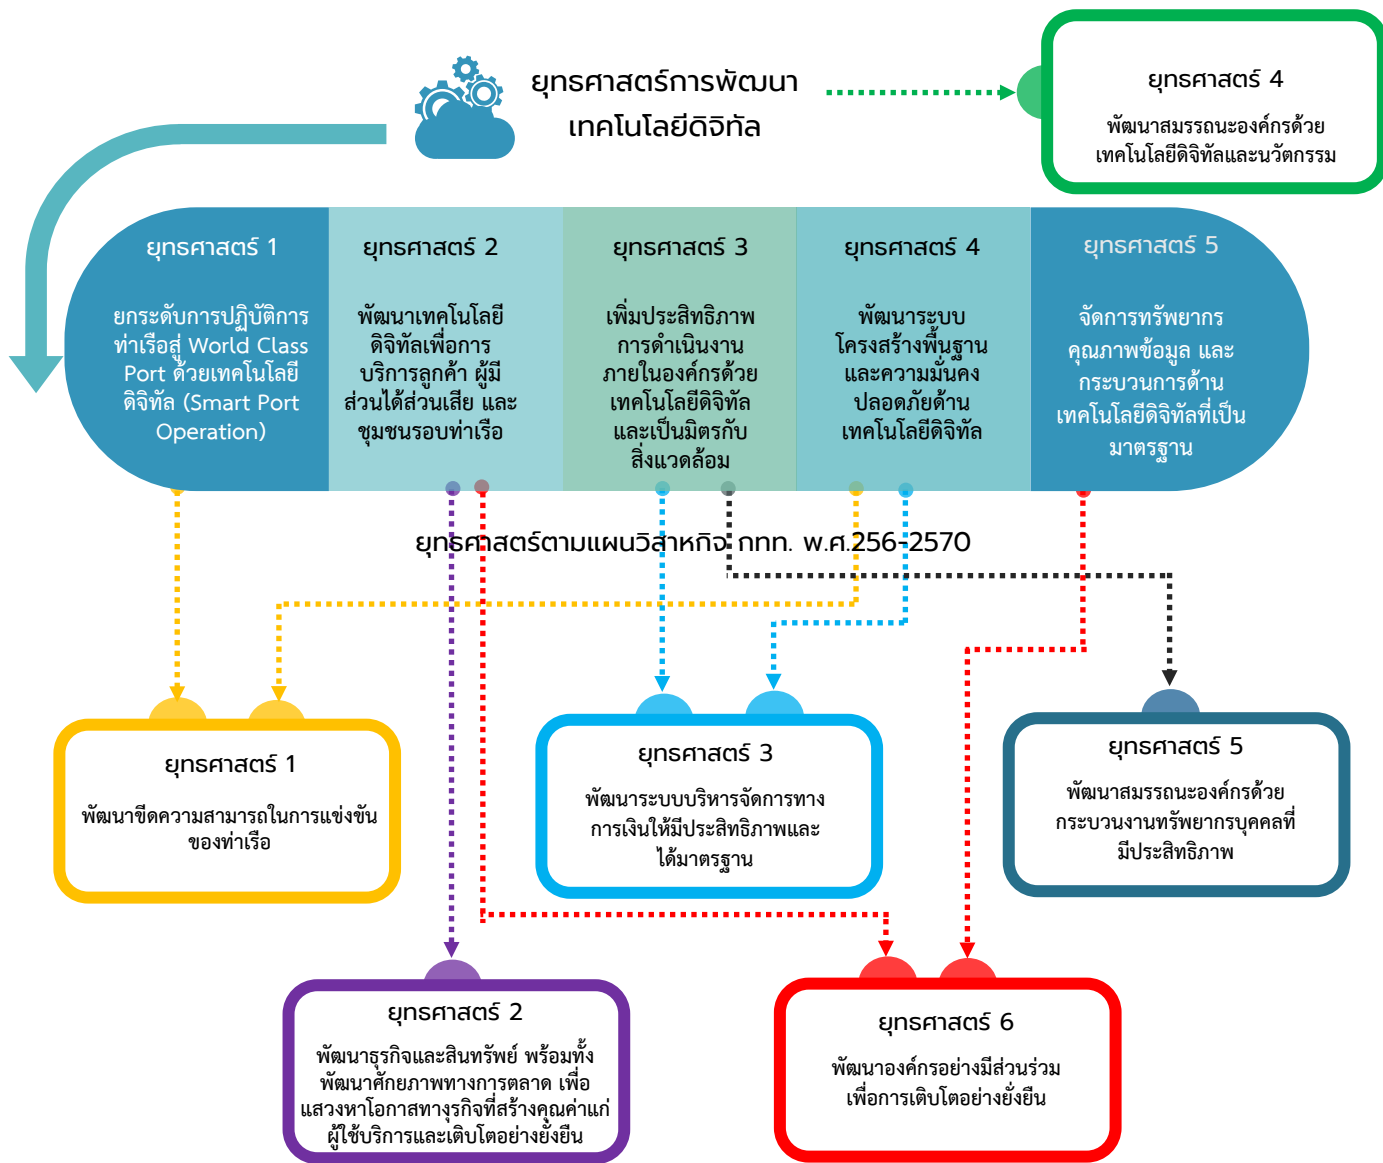 ยุทธศาสตร์การพัฒนา
เทคโนโลยีดิจิทัล
ยุทธศาสตร์ 4
พัฒนาสมรรถนะองค์กรด้วย
เทคโนโลยีดิจิทัลและนวัตกรรม
ยุทธศาสตร์ 1
ยกระดับการปฏิบัติการ
ท่าเรือสู่ World Class
Port ด้วยเทคโนโลยี
ดิจิทัล (Smart Port
Operation)
ยุทธศาสตร์ 2
พัฒนาเทคโนโลยี
ดิจิทัลเพื่อการ
บริการลูกค้า ผู้มี
ส่วนได้ส่วนเสีย และ
ชุมชนรอบท่าเรือ
ยุทธศาสตร์ 3
เพิ่มประสิทธิภาพ
การดำเนินงาน
ภายในองค์กรด้วย
เทคโนโลยีดิจิทัล
และเป็นมิตรกับ
สิ่งแวดล้อม
ยุทธศาสตร์ 4
พัฒนาระบบ
โครงสร้างพื้นฐาน
และความมั่นคง
ปลอดภัยด้าน
เทคโนโลยีดิจิทัล
ยุทธศาสตร์ 5
จัดการทรัพยากร
คุณภาพข้อมูล และ
กระบวนการด้าน
เทคโนโลยีดิจิทัลที่เป็น
มาตรฐาน
ยุทธศาสตร์ตามแผนวิสาหกิจ กทท. พ.ศ.256-2570
ยุทธศาสตร์ 1
พัฒนาขีดความสามารถในการแข่งขัน
ของท่าเรือ
ยุทธศาสตร์ 3
พัฒนาระบบบริหารจัดการทาง
การเงินให้มีประสิทธิภาพและ
ได้มาตรฐาน
ยุทธศาสตร์ 5
พัฒนาสมรรถนะองค์กรด้วย
กระบวนงานทรัพยากรบุคคลที่
มีประสิทธิภาพ
ยุทธศาสตร์ 2
พัฒนาธุรกิจและสินทรัพย์ พร้อมทั้ง
พัฒนาศักยภาพทางการตลาด เพื่อ
แสวงหาโอกาสทางุรกิจที่สร้างคุณค่าแก่
ผู้ใช้บริการและเติบโตอย่างยั่งยืน
ยุทธศาสตร์ 6
พัฒนาองค์กรอย่างมีส่วนร่วม
เพื่อการเติบโตอย่างยั่งยืน